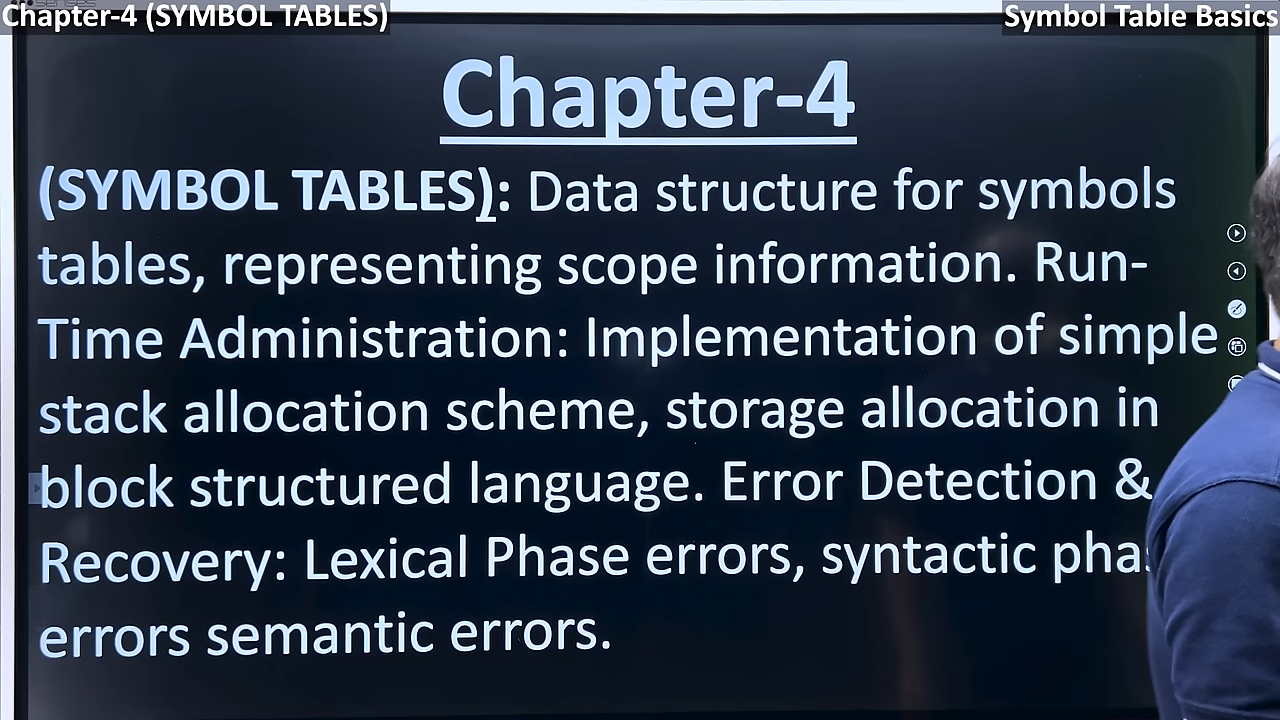 Chapter-4 (SYMBOL TABLES)
Symbol Table Basics
Chapter-4
(SYMBOL TABLES): Data structure for symbols
tables, representing scope information. Run-
Time Administration: Implementation of simple
stack allocation scheme, storage allocation in
block structured language. Error Detection &
Recovery: Lexical Phase errors, syntactic
errors semantic errors.